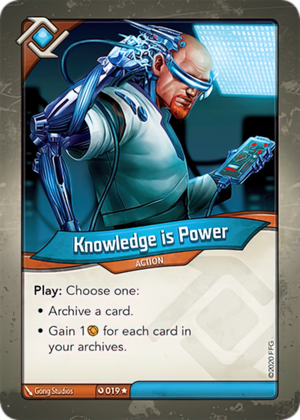 Knowledge is Power
ACTION
Play: Choose one:
• Archive a card.
• Gain 1 for each card in
your archives.
©2020 FFG
Gong Studios
019★